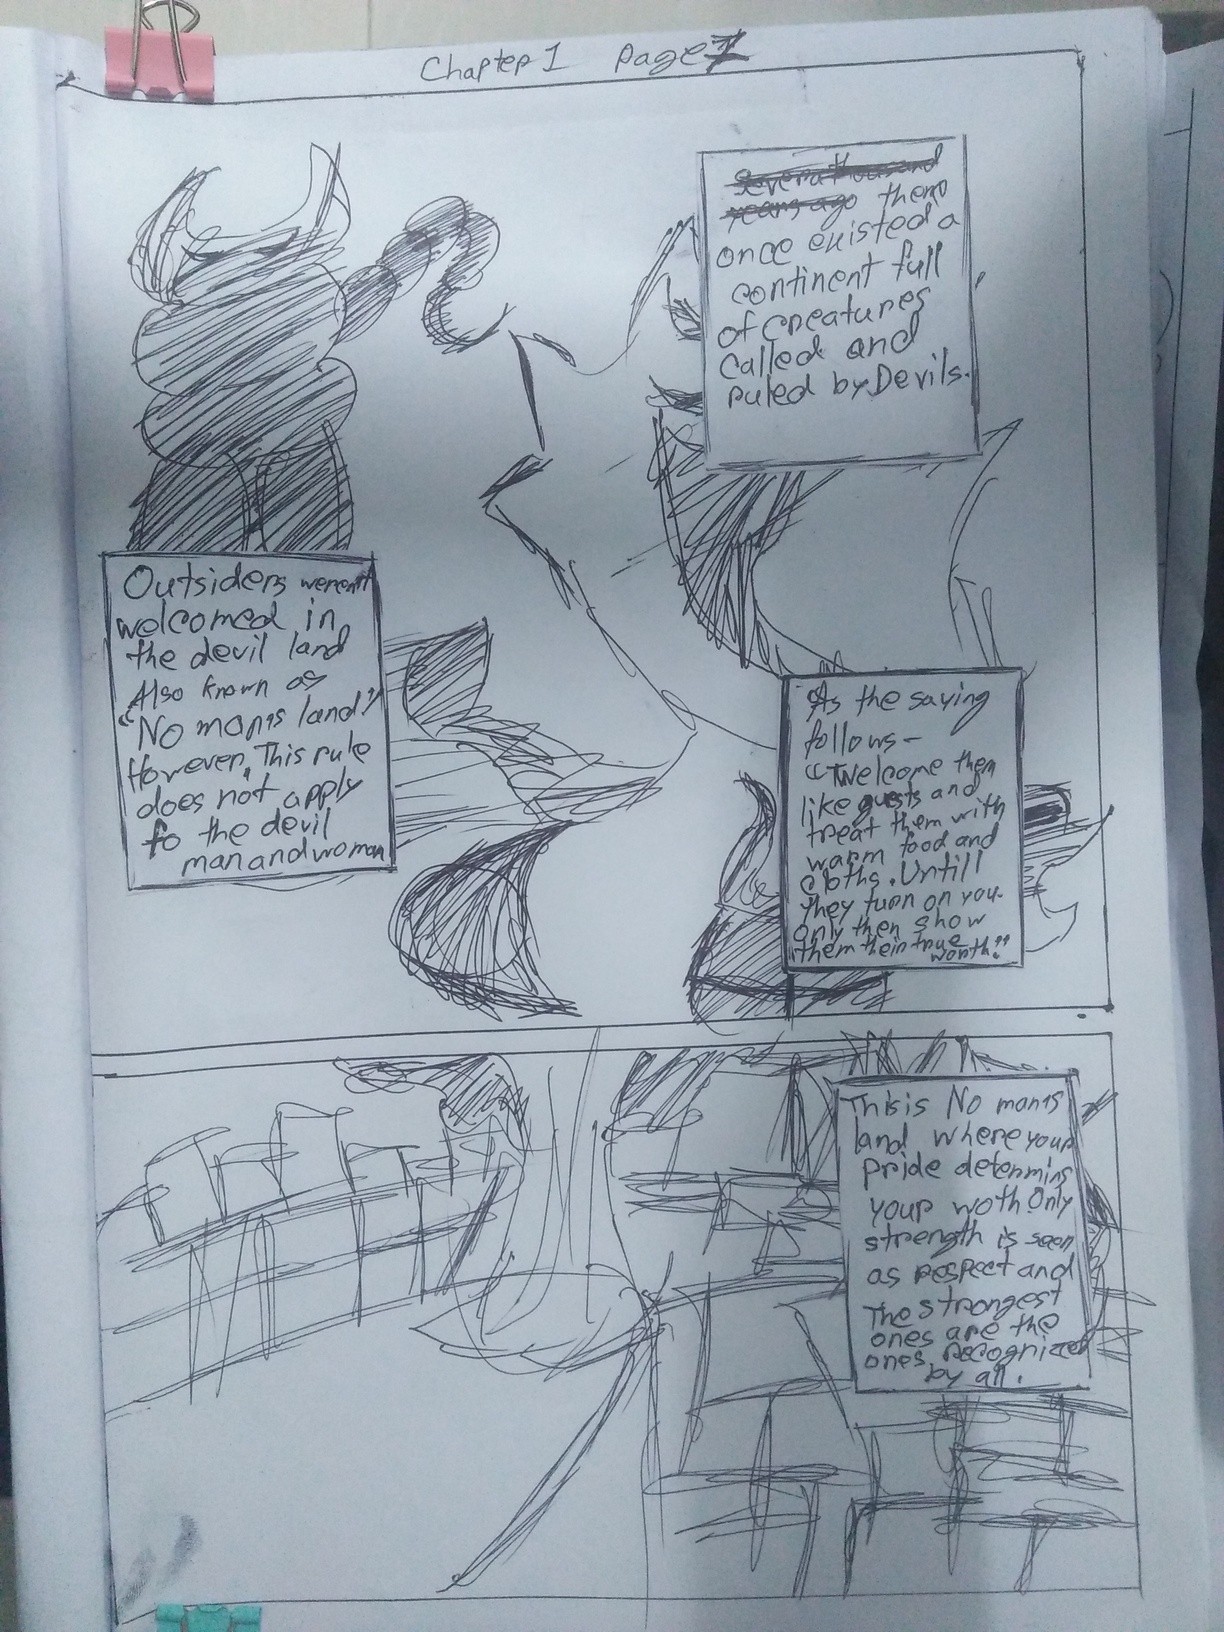 Chapter 1 Page 1
Severa thousand
years ago there
once existed a
continent full
of creatures
called and
ruled by Devils.
Outsiders weren't
welcomed in
the devil land
Also known as
"No man's land"
However, This rule
does not apply
to the devil
man and woman
As the saying
follows-
"Welcome them
like guests and
treat them with
warm food and
cloths. Untill
they turn on you.
Only then show
them their true
worth."
This is No man's
land where your
pride determins
your woth Only
strength is seen
as respect and
The strongest
ones are the
ones recognized
by all.